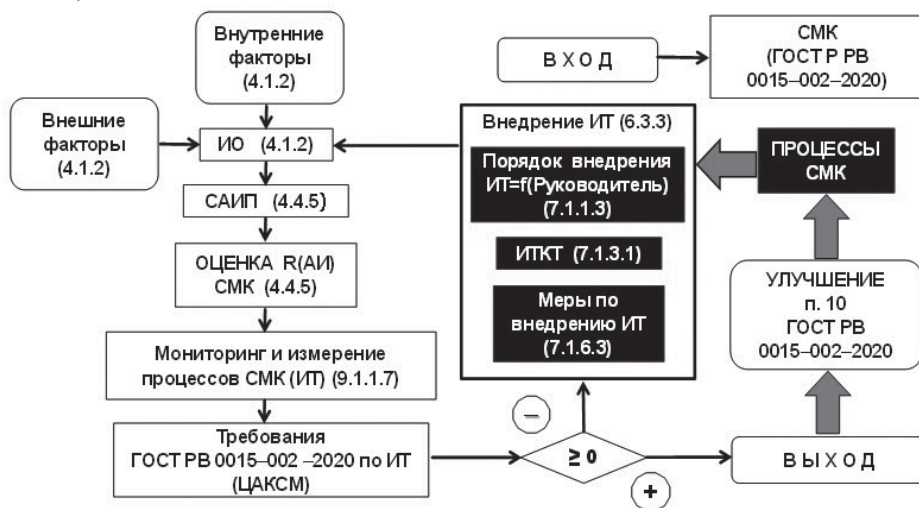 Внутренние
факторы
(4.1.2)
В Х О Д
СМК
(ГОСТ Р РВ
0015–002–2020)
Внешние
факторы
(4.1.2)
ИО (4.1.2)
САИП (4.4.5)
ОЦЕНКА R(АИ)
СМК (4.4.5)
Мониторинг и измерение
процессов СМК (ИТ) (9.1.1.7)
Требования
ГОСТ РВ 0015–002 –2020 по ИТ
(ЦАКСМ)
Внедрение ИТ (6.3.3)
Порядок внедрения
ИТ=f(Руководитель)
(7.1.1.3)
ИТКТ (7.1.3.1)
Меры по
внедрению ИТ
(7.1.6.3)
–
≥ 0
+
ПРОЦЕССЫ
СМК
УЛУЧШЕНИЕ
п. 10
ГОСТ РВ
0015–002–2020
В Ы Х О Д